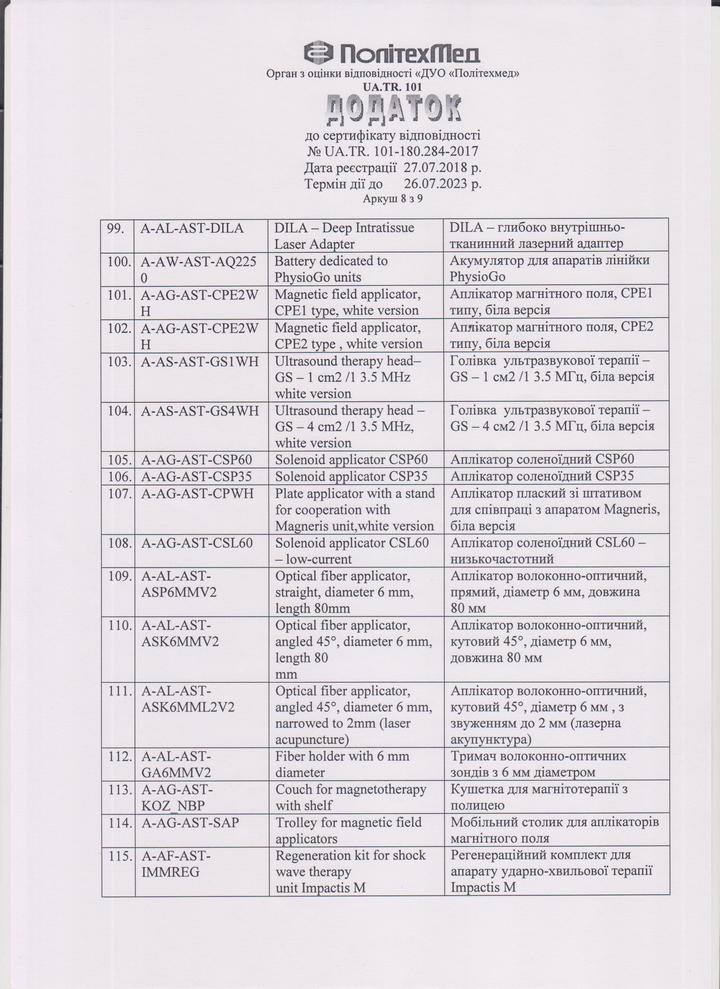 ПолітехМед
Орган з оцінки відповідності «ДУО «Політехмед»
UA.TR. 101
ДОДАТОК
до сертифікату відповідності
№ UA.TR. 101-180.284-2017
Дата реєстрації 27.07.2018 р.
Термін дії до 26.07.2023 р.
Аркуш 8 з 9
99. A-AL-AST-DILA DILA – Deep Intratissue DILA – глибоко внутрішньо-
Laser Adapter тканинний лазерний адаптер
100. A-AW-AST-AQ225 Battery dedicated to Акумулятор для апаратів лінійки
0 PhysioGo units PhysioGo
101. A-AG-AST-CPE2W Magnetic field applicator, Аплікатор магнітного поля, CPE1
H CPE1 type, white version типу, біла версія
102. A-AG-AST-CPE2W Magnetic field applicator, Аплікатор магнітного поля, CPE2
H CPE2 type , white version типу, біла версія
103. A-AS-AST-GS1WH Ultrasound therapy head– Голівка ультразвукової терапії –
GS – 1 cm2 /1 3.5 MHz GS – 1 см2 /1 3.5 МГц, біла версія
white version
104. A-AS-AST-GS4WH Ultrasound therapy head – Голівка ультразвукової терапії –
GS – 4 cm2 /1 3.5 MHz, GS – 4 см2 /1 3.5 МГц, біла версія
white version
105. A-AG-AST-CSP60 Solenoid applicator CSP60 Аплікатор соленоїдний CSP60
106. A-AG-AST-CSP35 Solenoid applicator CSP35 Аплікатор соленоїдний CSP35
107. A-AG-AST-CPWH Plate applicator with a stand Аплікатор плаский зі штативом
for cooperation with для співпраці з апаратом Magneris,
Magneris unit,white version біла версія
108. A-AG-AST-CSL60 Solenoid applicator CSL60 Аплікатор соленоїдний CSL60 –
– low-current низькочастотний
109. A-AL-AST- Optical fiber applicator, Аплікатор волоконно-оптичний,
ASP6MMV2 straight, diameter 6 mm, прямий, діаметр 6 мм, довжина
length 80mm 80 мм
110. A-AL-AST- Optical fiber applicator, Аплікатор волоконно-оптичний,
ASK6MMV2 angled 45°, diameter 6 mm, кутовий 45°, діаметр 6 мм,
length 80 довжина 80 мм
mm
111. A-AL-AST- Optical fiber applicator, Аплікатор волоконно-оптичний,
ASK6MML2V2 angled 45°, diameter 6 mm, кутовий 45°, діаметр 6 мм , з
narrowed to 2mm (laser звуженням до 2 мм (лазерна
acupuncture) акупунктура)
112. A-AL-AST- Fiber holder with 6 mm Тримач волоконно-оптичних
GA6MMV2 diameter зондів з 6 мм діаметром
113. A-AG-AST- Couch for magnetotherapy Кушетка для магнітотерапії з
KOZ_NBP with shelf полицею
114. A-AG-AST-SAP Trolley for magnetic field Мобільний столик для аплікаторів
applicators магнітного поля
115. A-AF-AST- Regeneration kit for shock Регенераційний комплект для
IMMREG wave therapy апарату ударно-хвильової терапії
unit Impactis M Impactis M